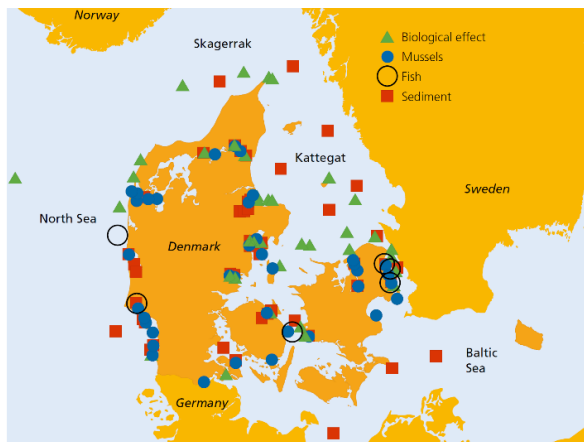 Norway
Skagerrak
Biological effect
Mussels
Fish
Sediment
Kattegat
Sweden
North Sea
Denmark
Baltic
Sea
Germany